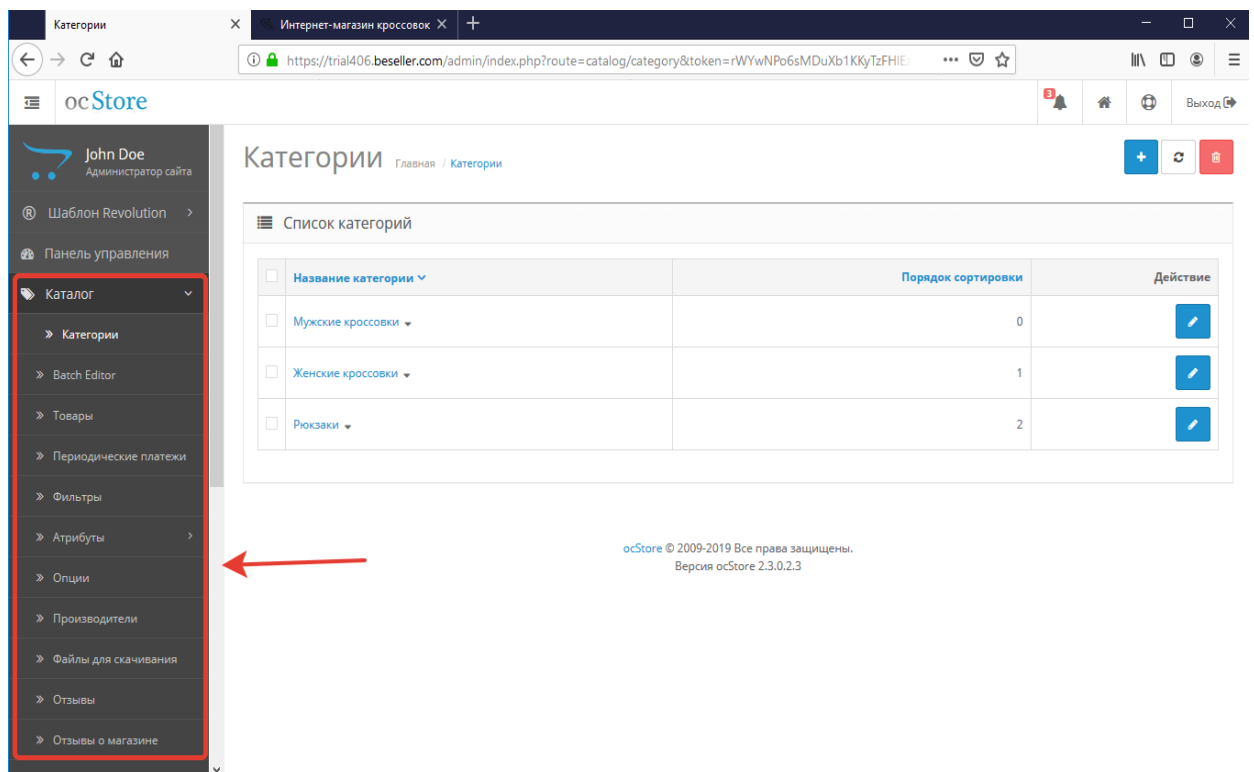 Категории
Интернет-магазин кроссовок
https://trial406.beseller.com/admin/index.php?route=catalog/category&token=rWYwNPo6sMDuXb1KKyTzFHIE
ocStore
3
Выход
John Doe
Администратор сайта
Категории Главная / Категории
® Шаблон Revolution
Панель управления
Список категорий
Каталог
Название категории Порядок сортировки Действие
Категории
Мужские кроссовки 0
Batch Editor
Женские кроссовки 1
Товары
Рюкзаки 2
Периодические платежи
Фильтры
Атрибуты
ocStore © 2009-2019 Все права защищены.
Версия ocStore 2.3.0.2.3
Опции
Производители
Файлы для скачивания
Отзывы
Отзывы о магазине